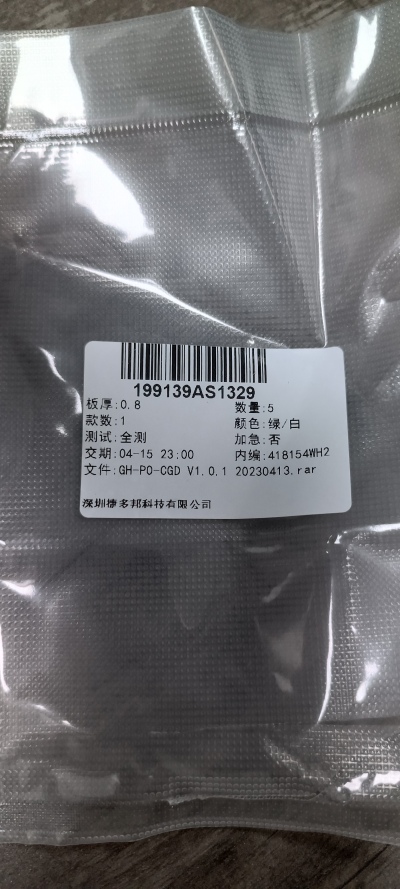 199139AS1329
板厚:0.8 数量:5
款数:1 颜色:绿/白
测试:全测 加急:否
交期:04-15 23:00 内编:418154WH2
文件:GH-PO-CGD V1.0.1 20230413.rar
深圳捷多邦科技有限公司